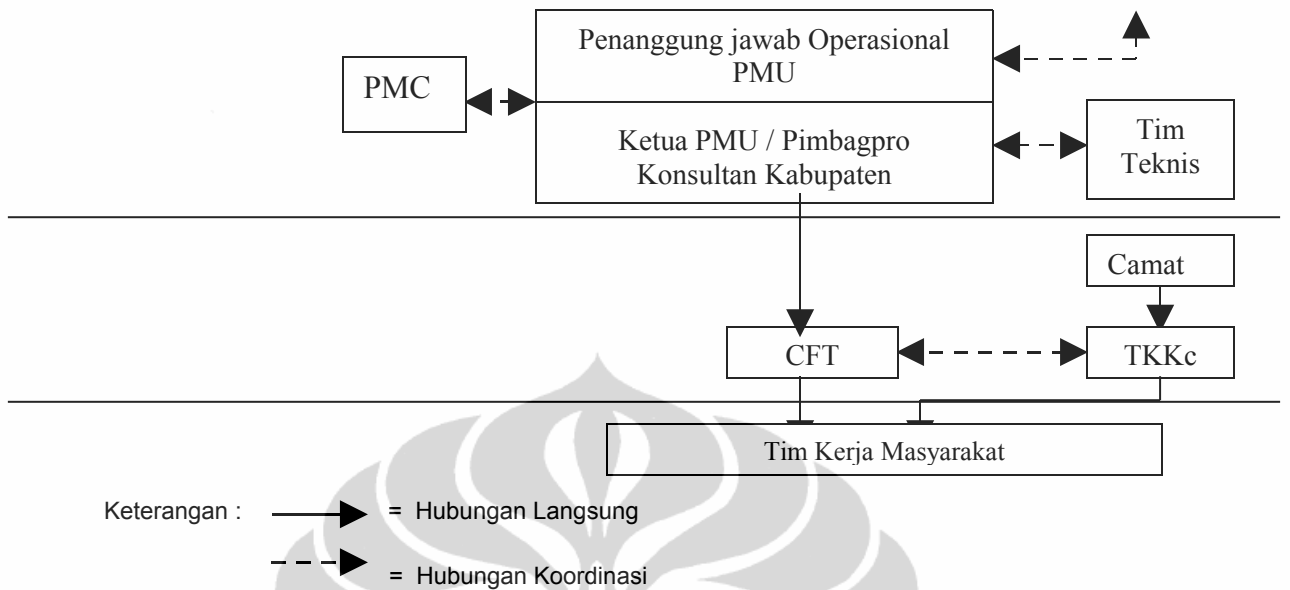 Penanggung jawab Operasional
PMU
PMC
Ketua PMU / Pimbagpro
Konsultan Kabupaten
Tim
Teknis
Camat
CFT
TKKc
Tim Kerja Masyarakat
Keterangan :
= Hubungan Langsung
= Hubungan Koordinasi